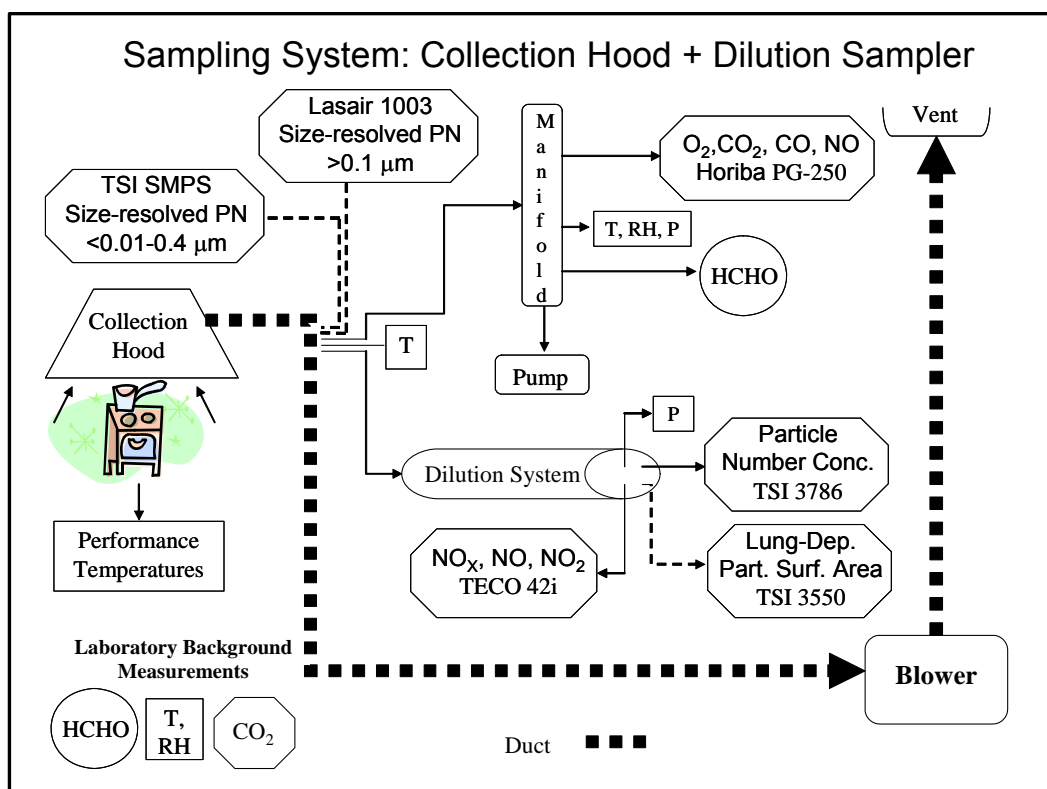 Sampling System: Collection Hood + Dilution Sampler
Lasair 1003
Size-resolved PN
>0.1 μm
TSI SMPS
Size-resolved PN
<0.01-0.4 μm
Manifold
O₂,CO₂, CO, NO
Horiba PG-250
Vent
T, RH, P
HCHO
Collection
Hood
T
Pump
P
Dilution System
Particle
Number Conc.
TSI 3786
Performance
Temperatures
NOX, NO, NO₂
TECO 42i
Lung-Dep.
Part. Surf. Area
TSI 3550
Laboratory Background
Measurements
HCHO
T,
RH
CO₂
Blower
Duct